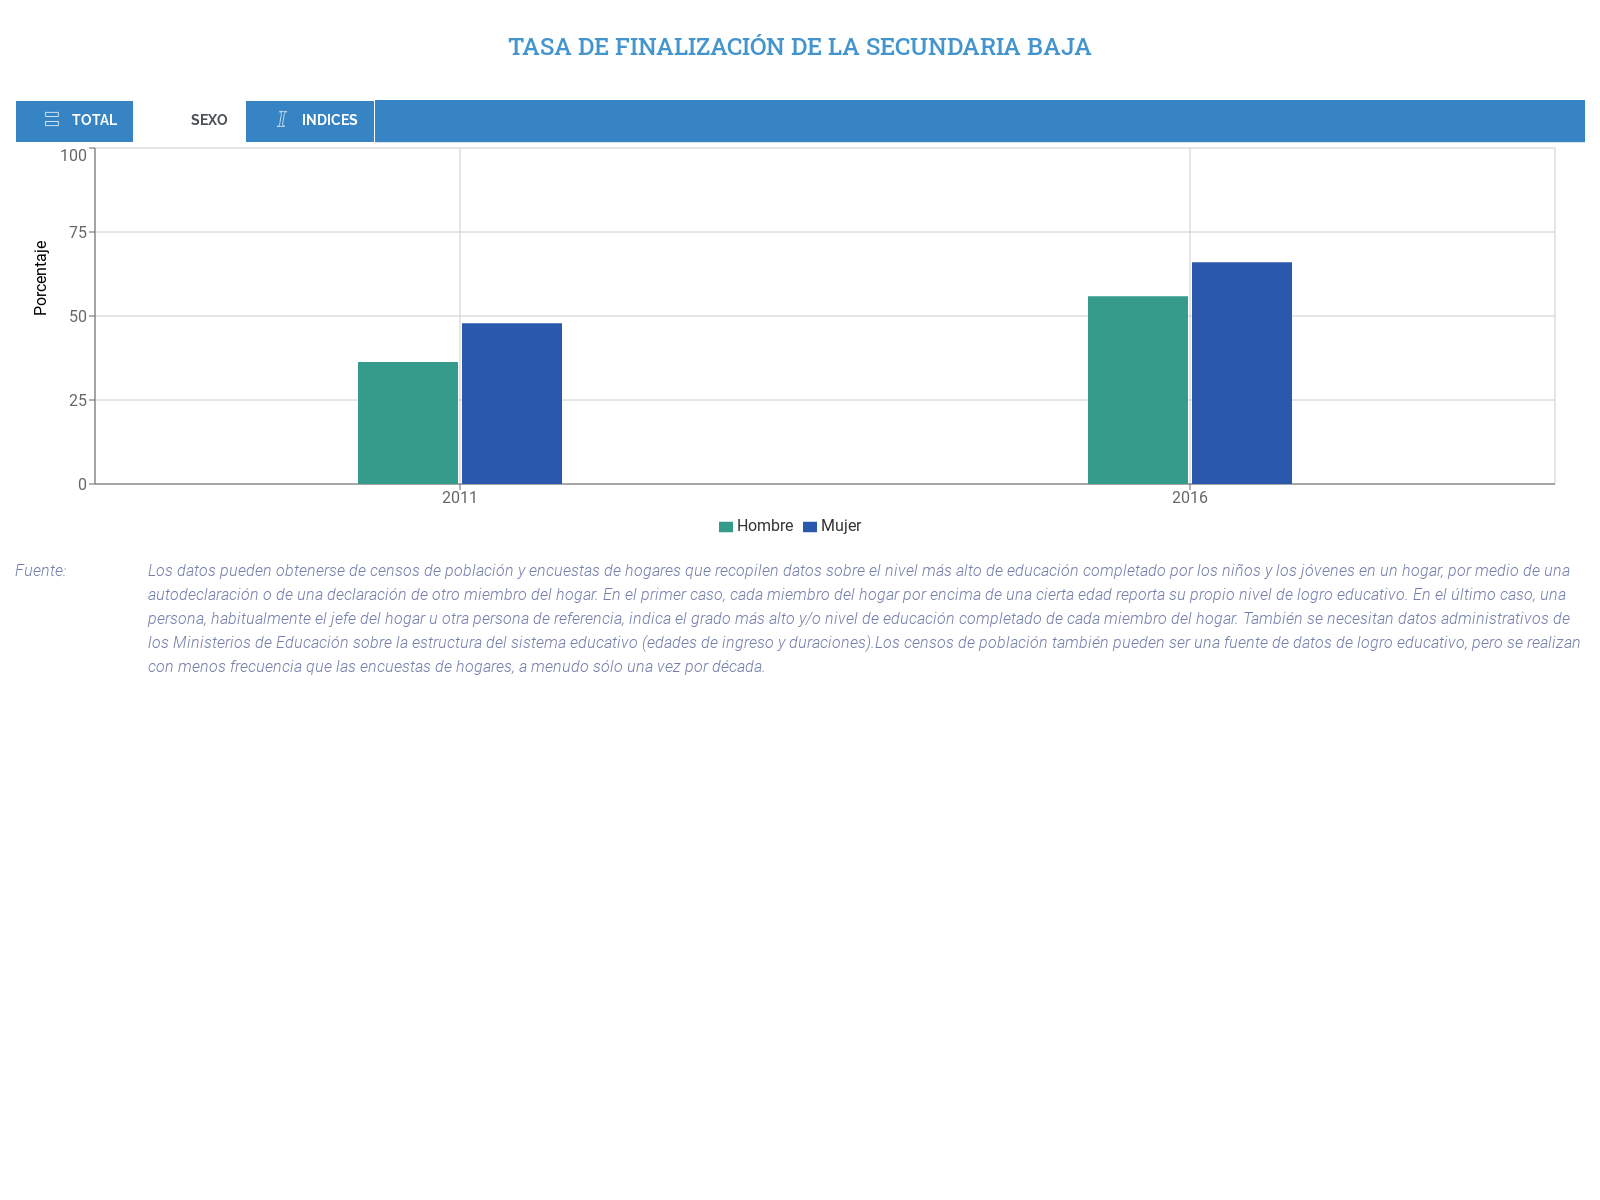 TASA DE FINALIZACIÓN DE LA SECUNDARIA BAJA
TOTAL SEXO INDICES
100
75
50
25
0
Porcentaje
2011 2016
Hombre Mujer
Fuente: Los datos pueden obtenerse de censos de población y encuestas de hogares que recopilen datos sobre el nivel más alto de educación completado por los niños y los jóvenes en un hogar, por medio de una
autodeclaración o de una declaración de otro miembro del hogar. En el primer caso, cada miembro del hogar por encima de una cierta edad reporta su propio nivel de logro educativo. En el último caso, una
persona, habitualmente el jefe del hogar u otra persona de referencia, indica el grado más alto y/o nivel de educación completado de cada miembro del hogar. También se necesitan datos administrativos de
los Ministerios de Educación sobre la estructura del sistema educativo (edades de ingreso y duraciones).Los censos de población también pueden ser una fuente de datos de logro educativo, pero se realizan
con menos frecuencia que las encuestas de hogares, a menudo sólo una vez por década.